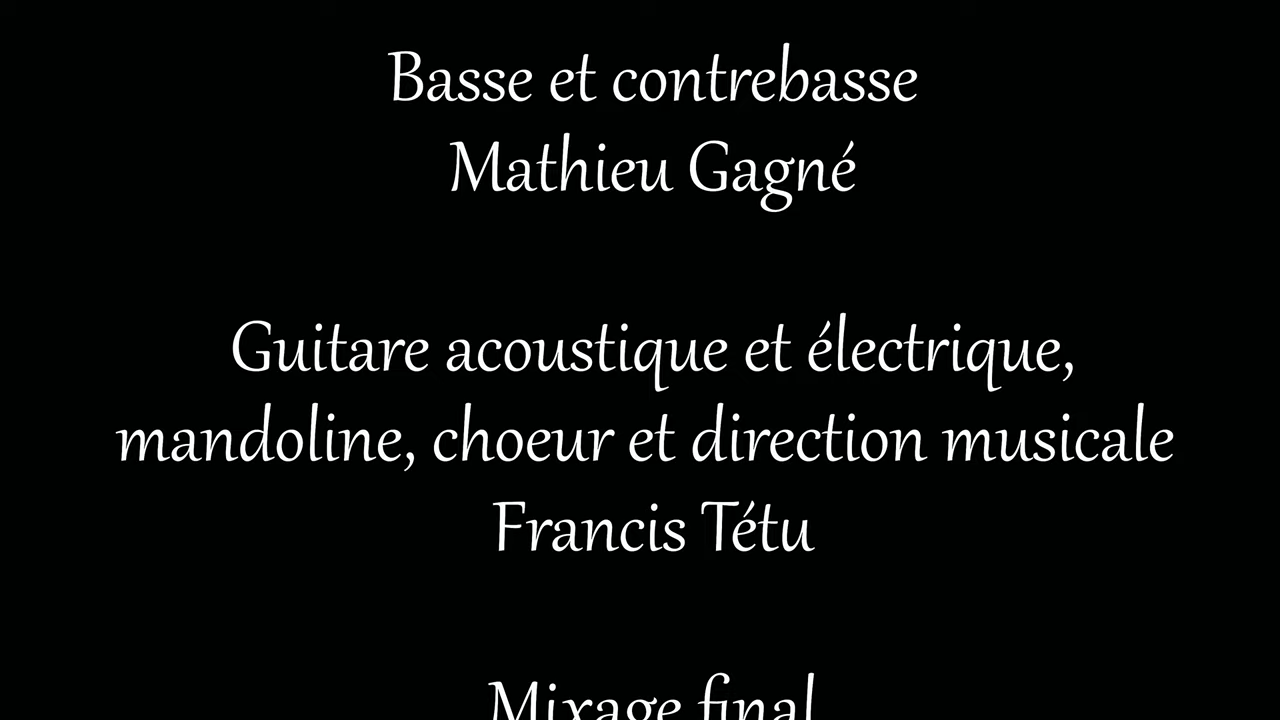 Basse et contrebasse
Mathieu Gagné
Guitare acoustique et électrique,
mandoline, choeur et direction musicale
Francis Tétu
Mixage final